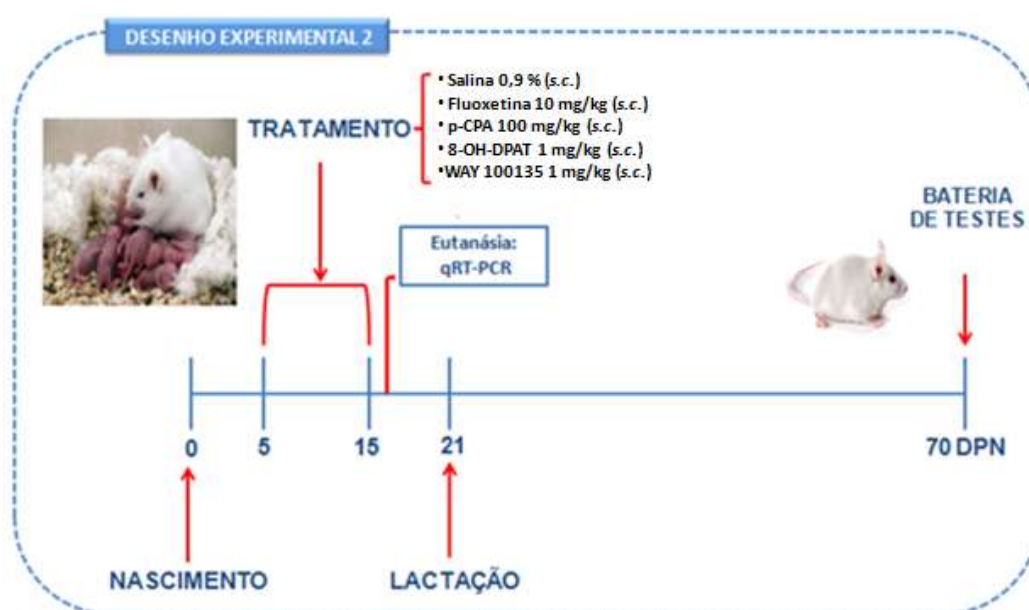 DESENHO EXPERIMENTAL 2
TRATAMENTO
• Salina 0,9 % (s.c.)
• Fluoxetina 10 mg/kg (s.c.)
• p-CPA 100 mg/kg (s.c.)
• 8-OH-DPAT 1 mg/kg (s.c.)
•WAY 100135 1 mg/kg (s.c.)
Eutanásia:
qRT-PCR
BATERIA
DE TESTES
0 5 15 21 70 DPN
NASCIMENTO LACTAÇÃO